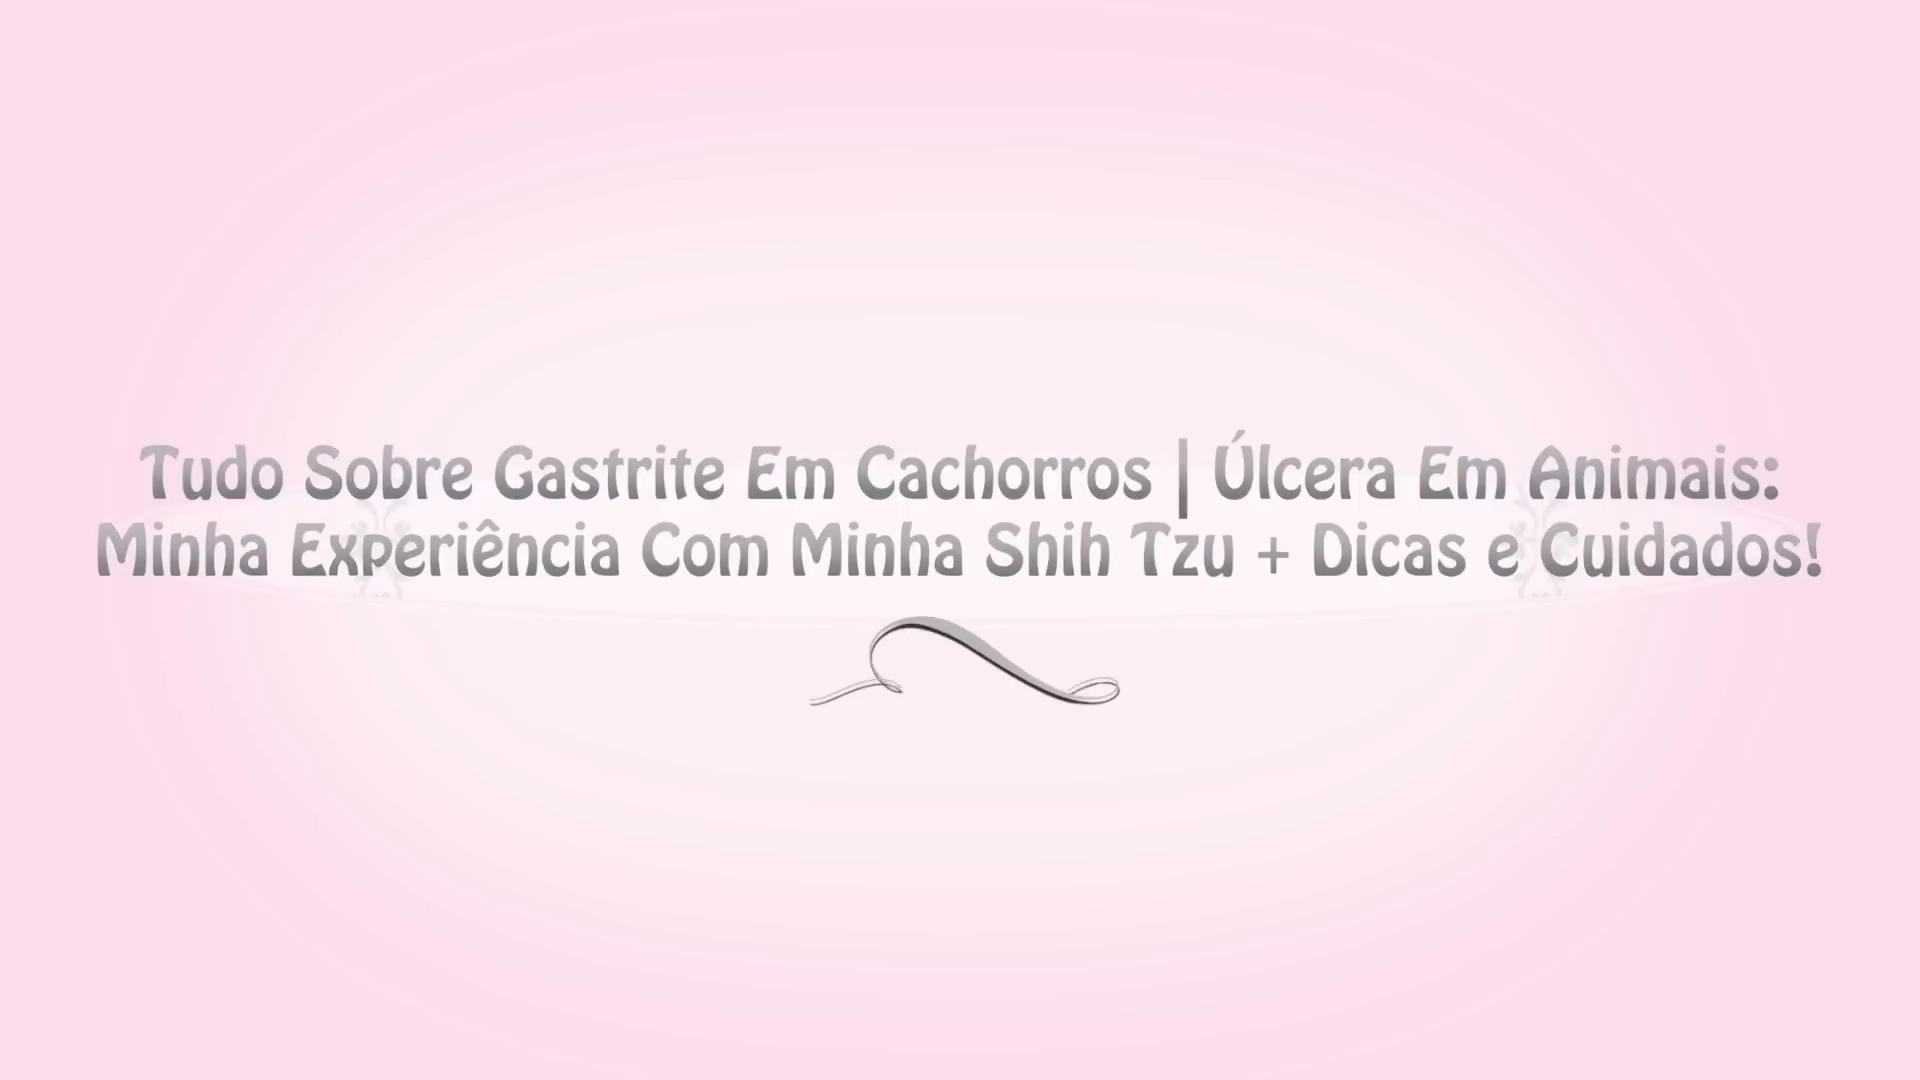 Tudo Sobre Gastrite Em Cachorros | Úlcera Em Animais:
Minha Experiência Com Minha Shih Tzu + Dicas e Cuidados!